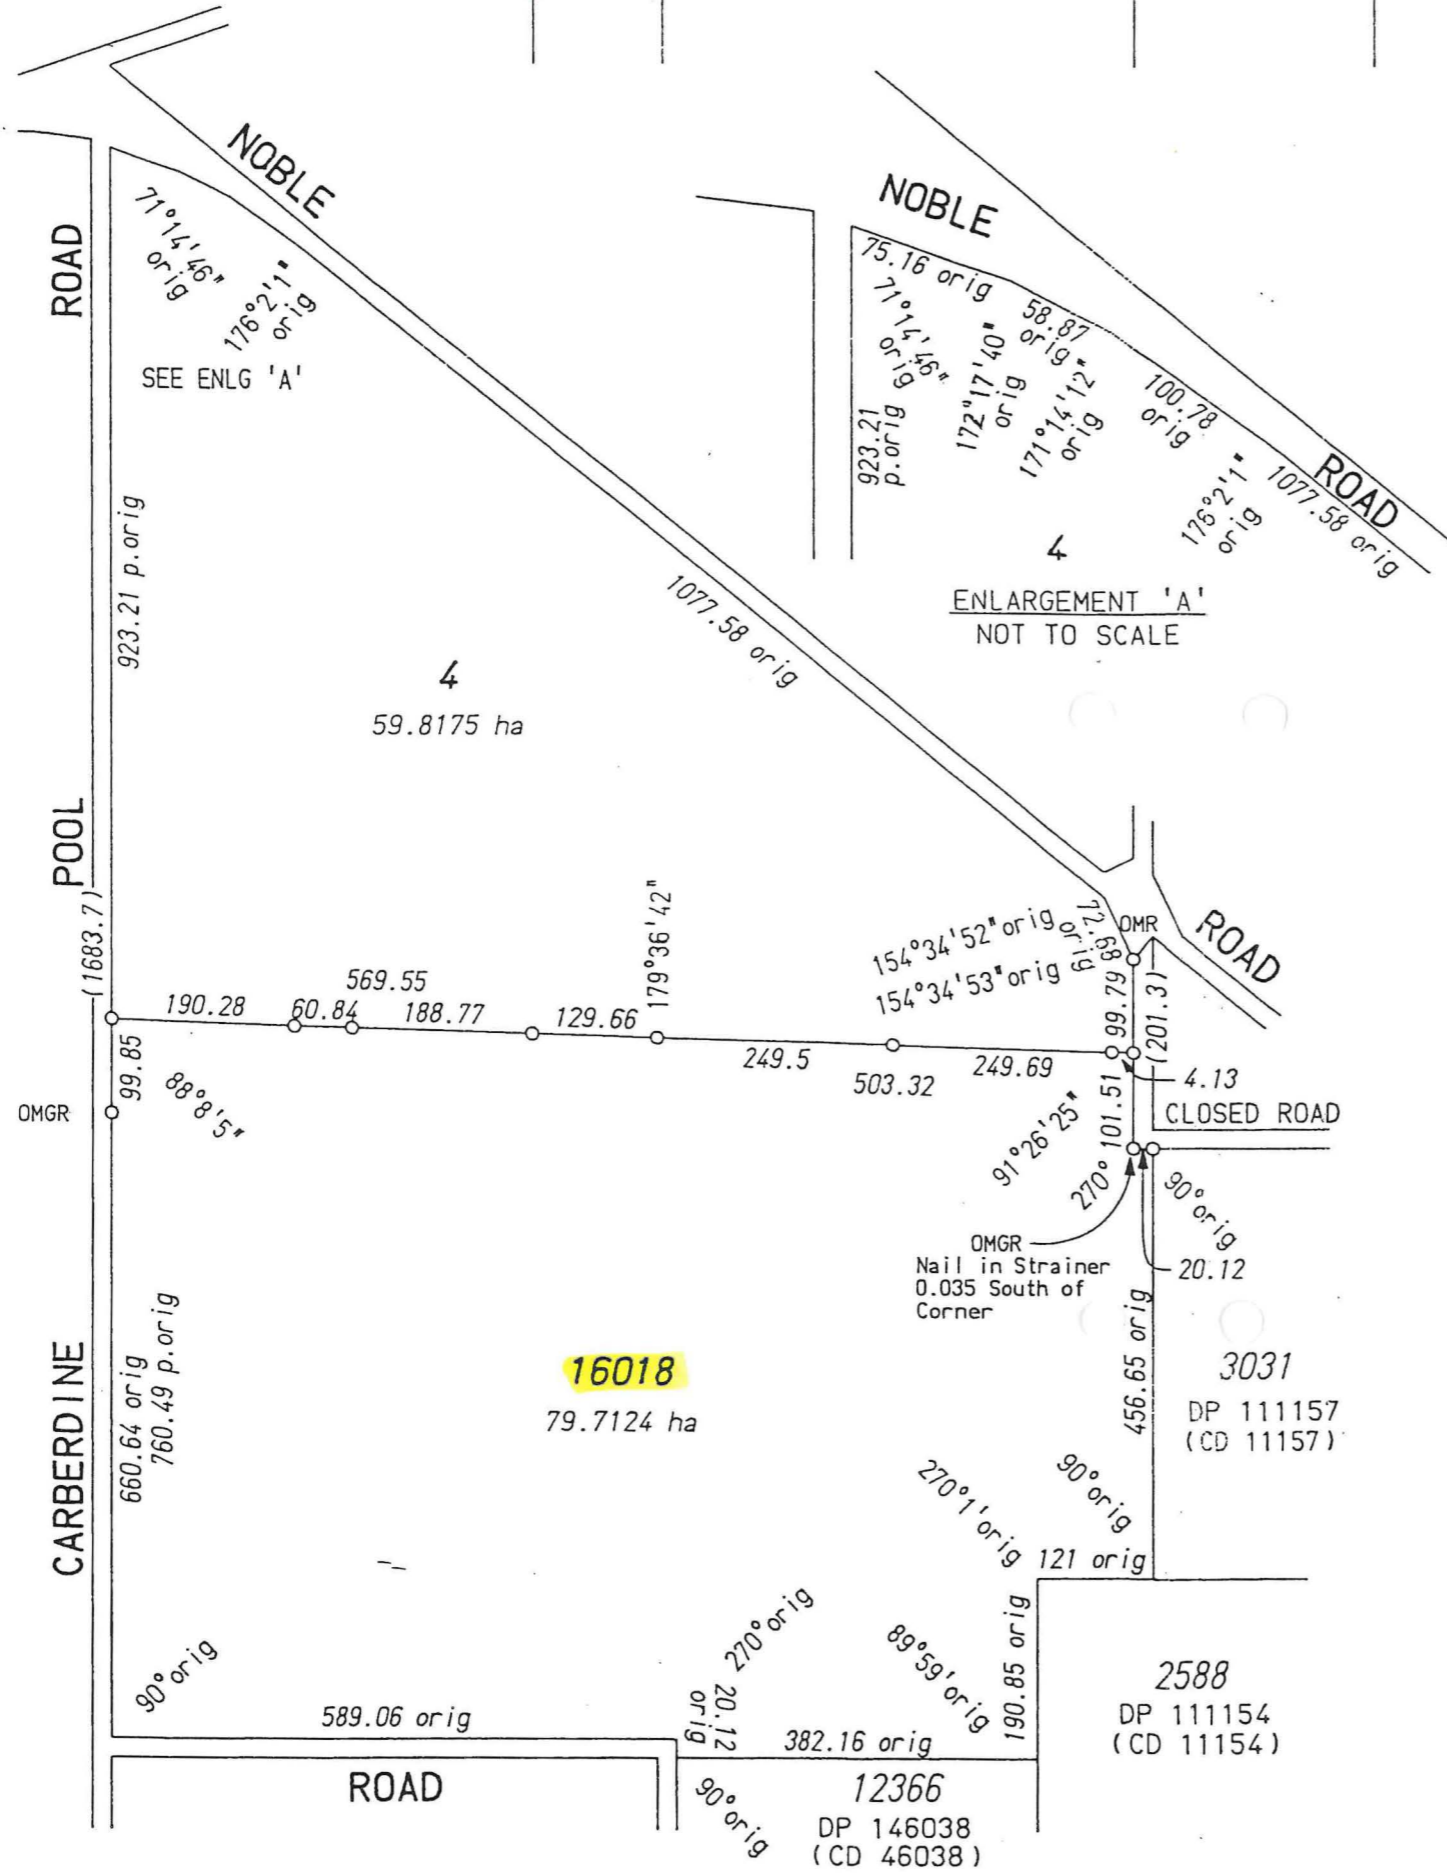 NOBLE
ROAD
71°14'46"
orig
176°2'1"
orig
SEE ENLG 'A'
NOBLE
75.16 orig
71°14'46"
orig
58.87
orig
172"17'40"
orig
171°14'12"
orig
100.78
orig
923.21
p.orig
176°2'1"
orig
ROAD
1077.58 orig
4
ENLARGEMENT 'A'
NOT TO SCALE
923.21 p.orig
1077.58 orig
4
59.8175 ha
POOL
(1683.7)
179°36'42"
154°34'52"orig
154°34'53"orig
72.68
orig
OMR
ROAD
569.55
190.28
60.84
188.77
129.66
249.5
503.32
249.69
99.79
(201.3)
4.13
99.85
OMGR
88°8'5"
91°26'25"
101.51
CLOSED ROAD
270°
90°orig
OMGR
Nail in Strainer
0.035 South of
Corner
20.12
456.65 orig
16018
79.7124 ha
3031
DP 111157
(CD 11157)
CARBERDINE
660.64 orig
760.49 p.orig
270°1'orig
90°orig
121 orig
190.85 orig
90°orig
589.06 orig
270°orig
20.12
orig
89°59'orig
382.16 orig
2588
DP 111154
(CD 11154)
ROAD
90°orig
12366
DP 146038
(CD 46038)